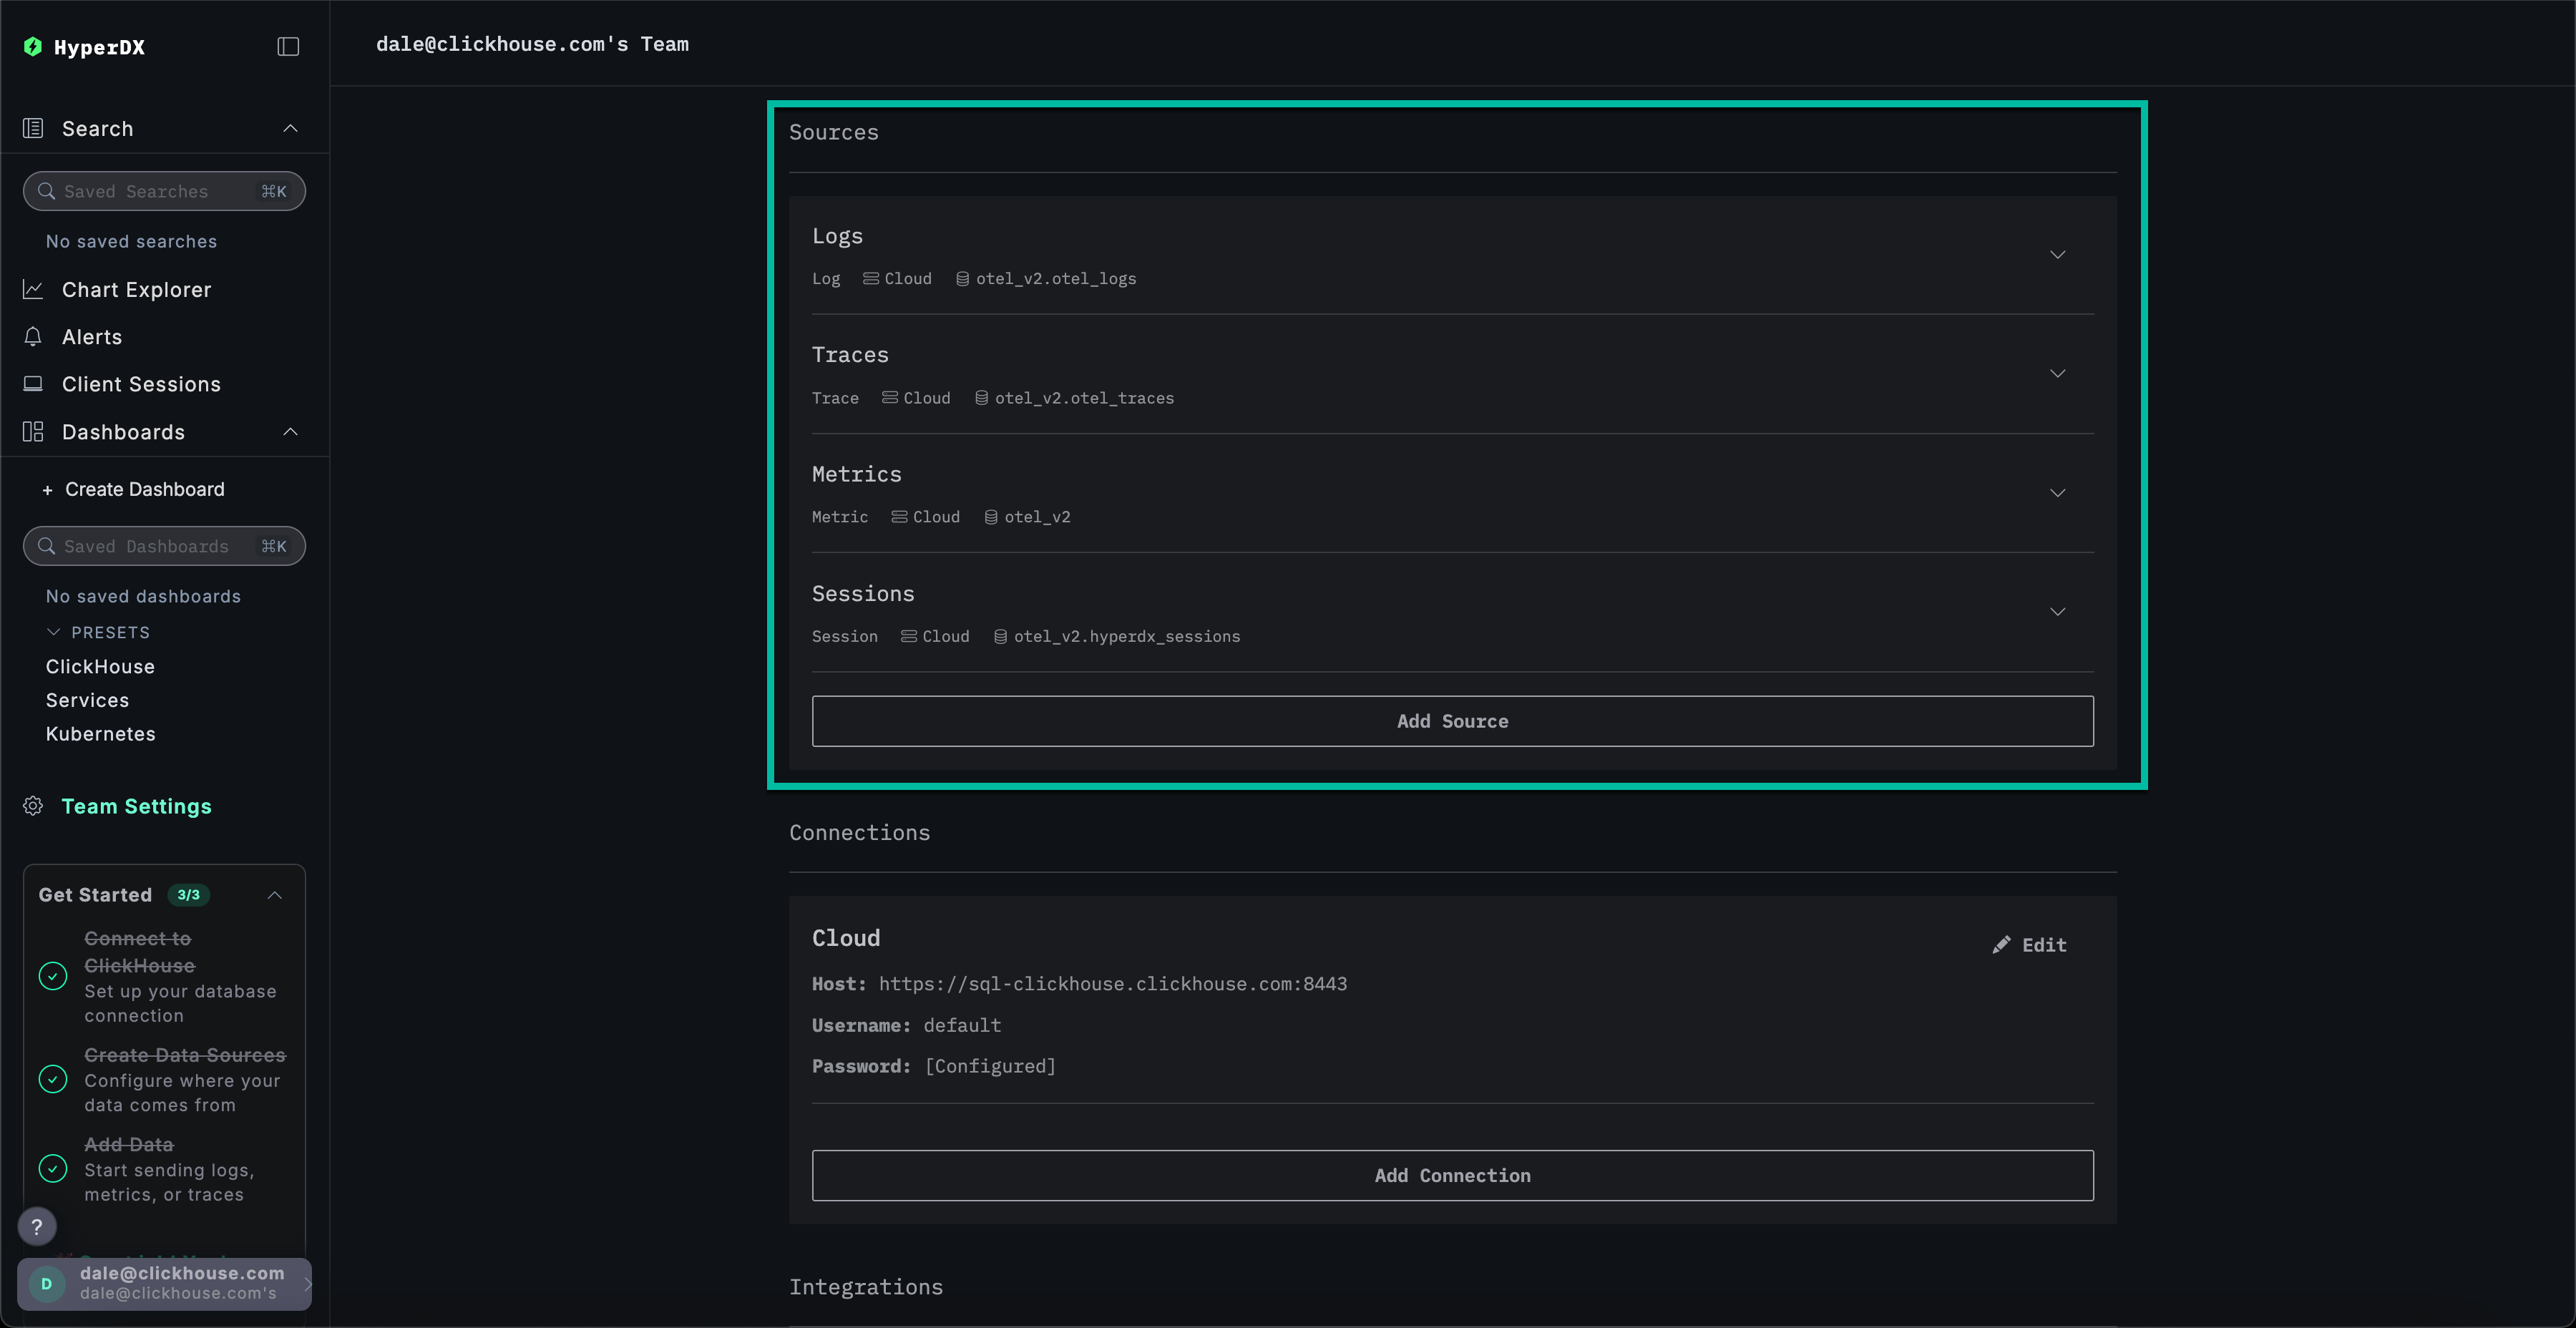 HyperDX
Search
Saved Searches ⌘K
No saved searches
Chart Explorer
Alerts
Client Sessions
Dashboards
+ Create Dashboard
Saved Dashboards ⌘K
No saved dashboards
PRESETS
ClickHouse
Services
Kubernetes
Team Settings
Get Started 3/3
Connect to
ClickHouse
Set up your database
connection
Create Data Sources
Configure where your
data comes from
Add Data
Start sending logs,
metrics, or traces
?
D
dale@clickhouse.com
dale@clickhouse.com's
dale@clickhouse.com's Team
Sources
Logs
Log Cloud otel_v2.otel_logs
Traces
Trace Cloud otel_v2.otel_traces
Metrics
Metric Cloud otel_v2
Sessions
Session Cloud otel_v2.hyperdx_sessions
Add Source
Connections
Cloud
Edit
Host: https://sql-clickhouse.clickhouse.com:8443
Username: default
Password: [Configured]
Add Connection
Integrations